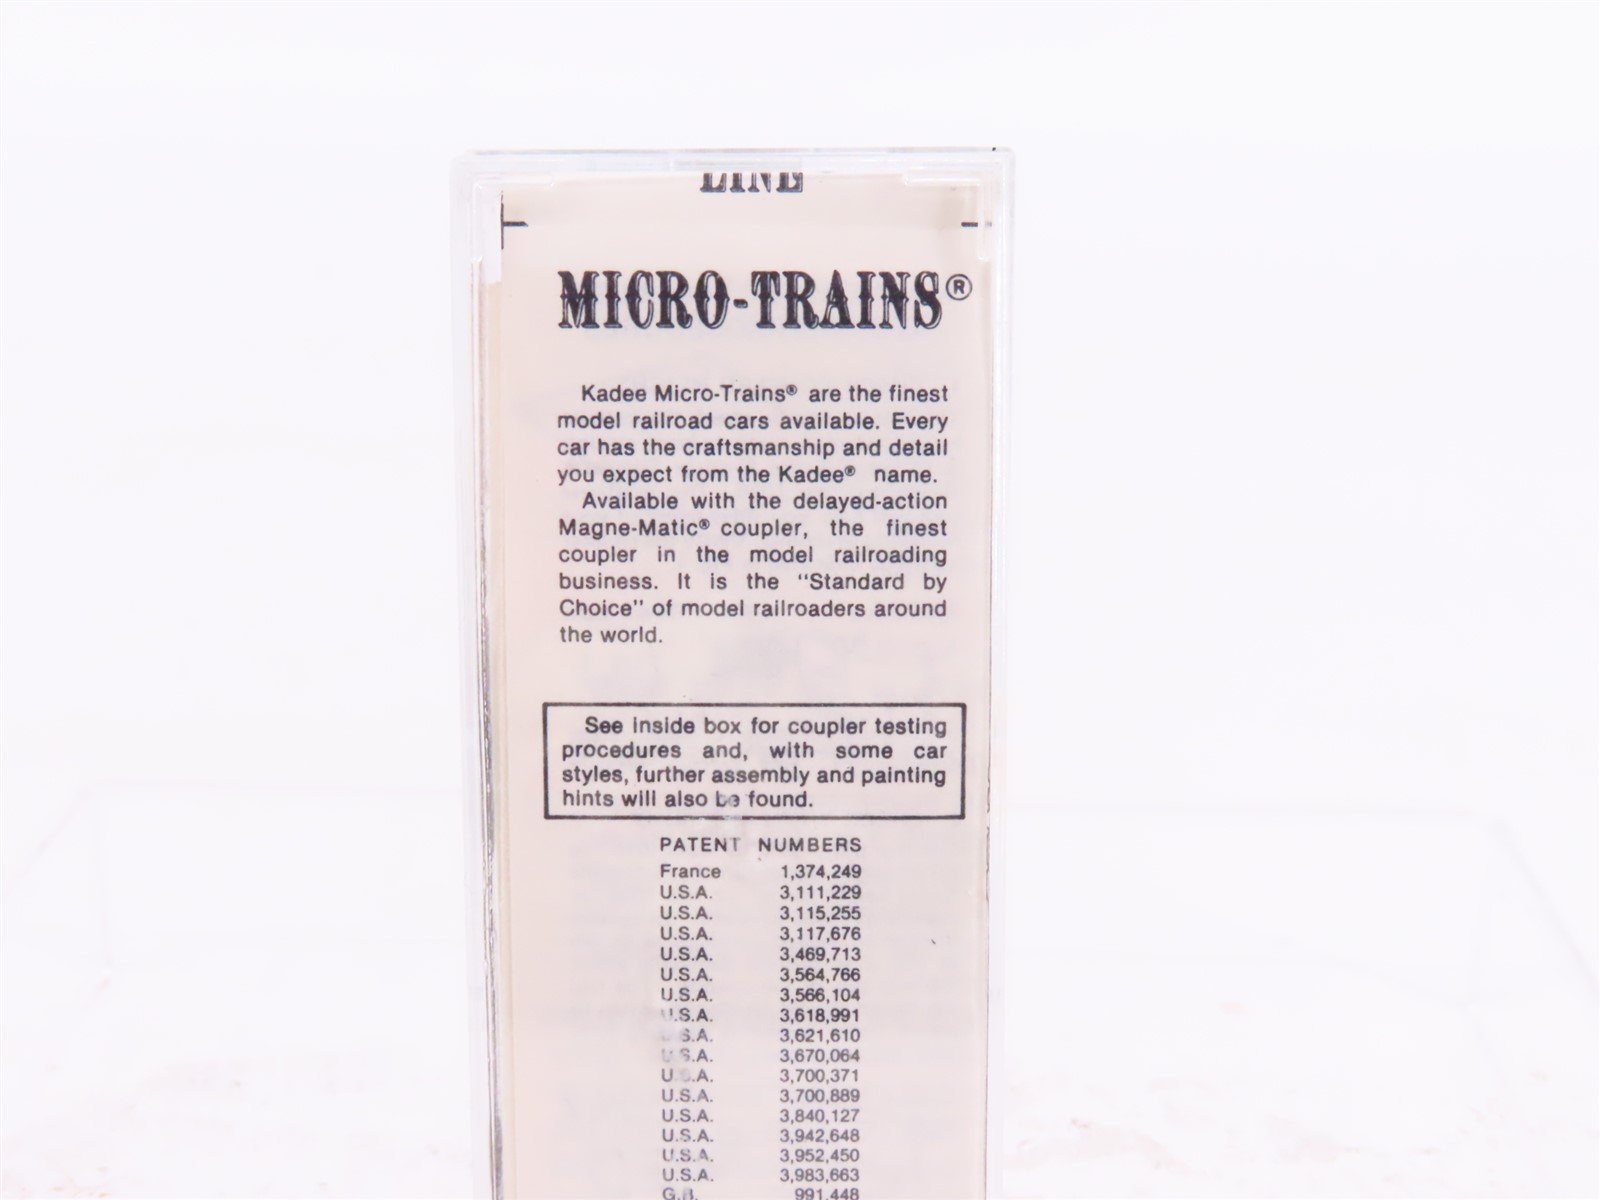 LINE
MICRO-TRAINS®
Kadee Micro-Trains® are the finest
model railroad cars available. Every
car has the craftsmanship and detail
you expect from the Kadee® name.
Available with the delayed-action
Magne-Matic® coupler, the finest
coupler in the model railroading
business. It is the "Standard by
Choice" of model railroaders around
the world.
See inside box for coupler testing
procedures and, with some car
styles, further assembly and painting
hints will also be found.
PATENT NUMBERS
France 1,374,249
U.S.A. 3,111,229
U.S.A. 3,115,255
U.S.A. 3,117,676
U.S.A. 3,469,713
U.S.A. 3,564,766
U.S.A. 3,566,104
U.S.A. 3,618,991
U.S.A. 3,621,610
U.S.A. 3,670,064
U.S.A. 3,700,371
U.S.A. 3,700,889
U.S.A. 3,840,127
U.S.A. 3,942,648
U.S.A. 3,952,450
U.S.A. 3,983,663
G.B. 991,448